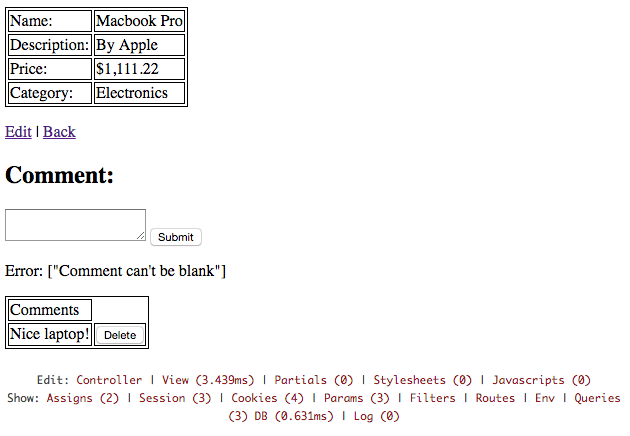 Name: Macbook Pro
Description: By Apple
Price: $1,111.22
Category: Electronics
Edit | Back
Comment:
Submit
Error: ["Comment can't be blank"]
Comments
Nice laptop! Delete
Edit: Controller | View (3.439ms) | Partials (0) | Stylesheets (0) | Javascripts (0)
Show: Assigns (2) | Session (3) | Cookies (4) | Params (3) | Filters | Routes | Env | Queries
(3) DB (0.631ms) | Log (0)